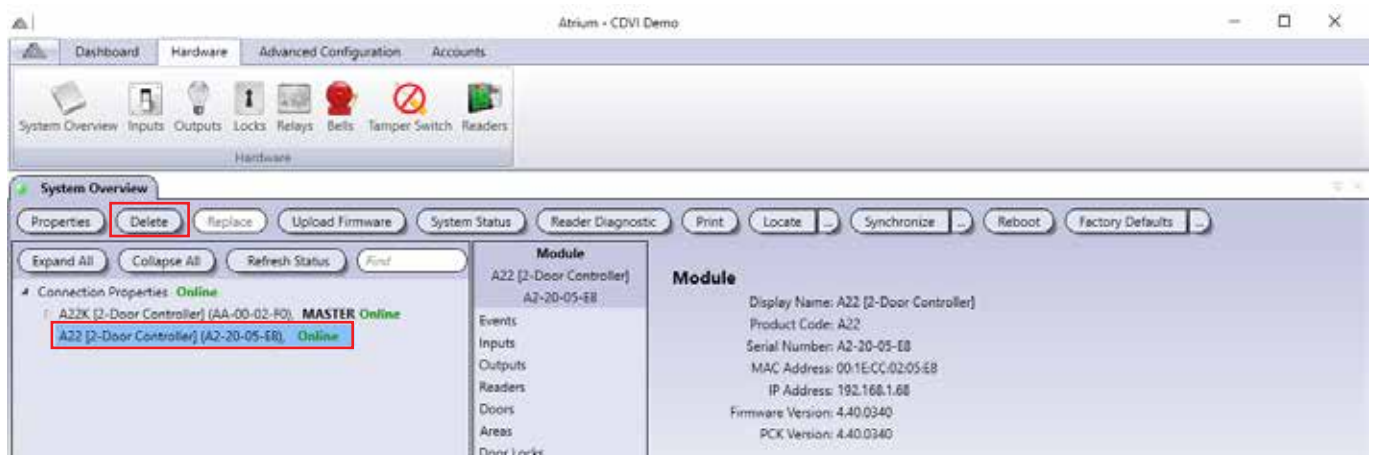 Atrium - CDVI Demo
Dashboard Hardware Advanced Configuration Accounts
System Overview Inputs Outputs Locks Relays Bells Tamper Switch Readers
Hardware
System Overview
Properties Delete Replace Upload Firmware System Status Reader Diagnostic Print Locate ... Synchronize ... Reboot Factory Defaults ...
Expand All Collapse All Refresh Status Find
Connection Properties Online
A22K [2-Door Controller] (AA-00-02-F0), MASTER Online
A22 [2-Door Controller] (A2-20-05-E8), Online
Module
A22 [2-Door Controller]
A2-20-05-E8
Events
Inputs
Outputs
Readers
Doors
Areas
Door Locks
Module
Display Name: A22 [2-Door Controller]
Product Code: A22
Serial Number: A2-20-05-E8
MAC Address: 00:1E:CC:02:05:E8
IP Address: 192.168.1.68
Firmware Version: 4.40.0340
PCK Version: 4.40.0340